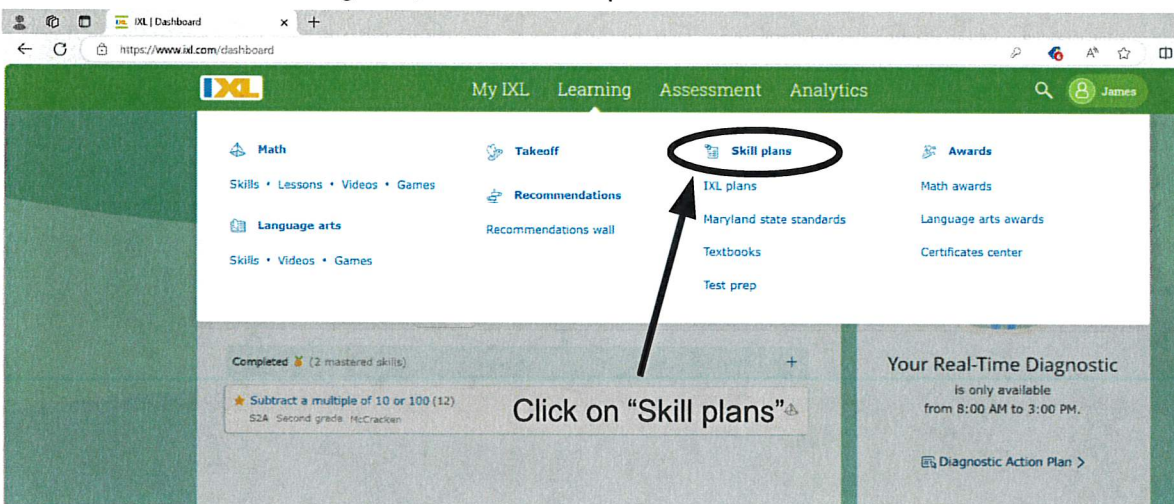 IXL | Dashboard
https://www.ixl.com/dashboard
IXL
My IXL Learning Assessment Analytics
James
Math
Skills • Lessons • Videos • Games
Language arts
Skills • Videos • Games
Takeoff
Recommendations
Recommendations wall
Skill plans
IXL plans
Maryland state standards
Textbooks
Test prep
Awards
Math awards
Language arts awards
Certificates center
Completed (2 mastered skills)
+
Subtract a multiple of 10 or 100 (12)
S2A Second grade McCracken
Click on “Skill plans”
Your Real-Time Diagnostic
is only available
from 8:00 AM to 3:00 PM.
Diagnostic Action Plan >